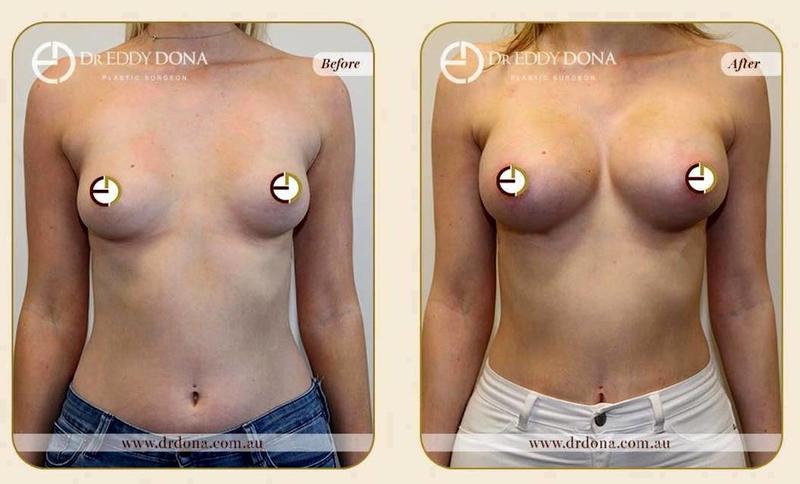 DR EDDY DONA
PLASTIC SURGEON
Before
www.drdona.com.au
DR EDDY DONA
PLASTIC SURGEON
After
www.drdona.com.au